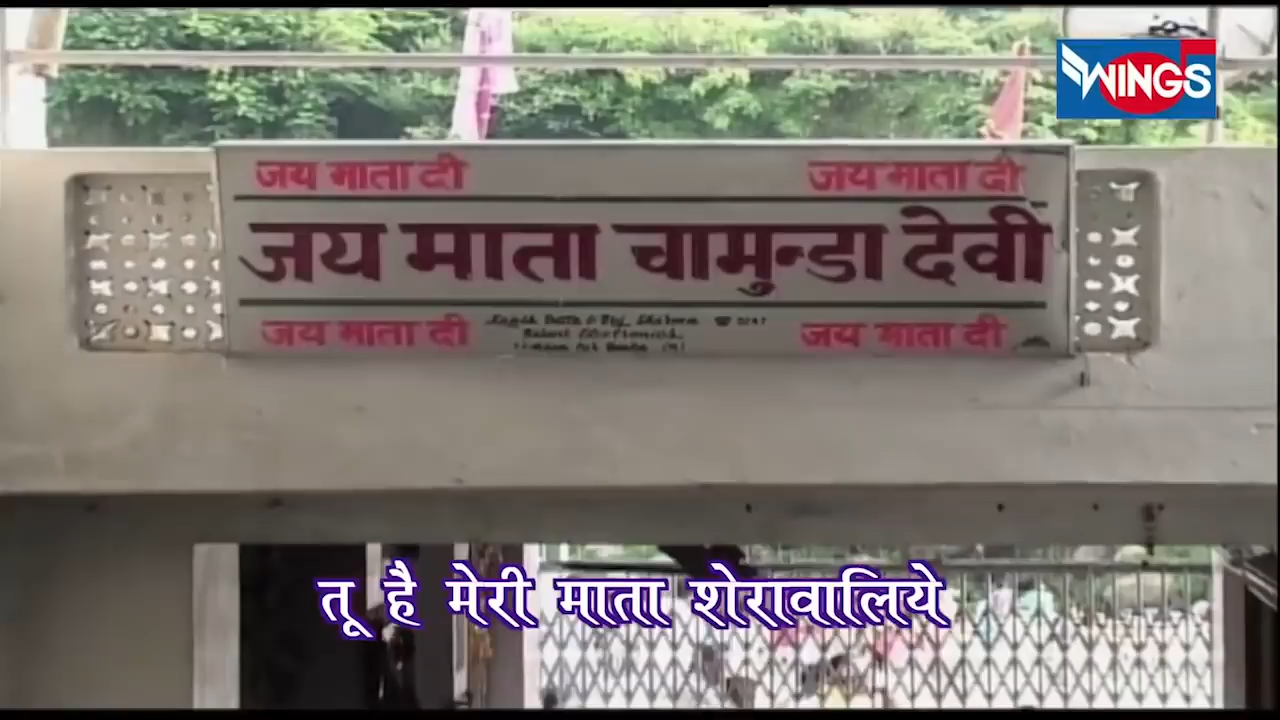 WINGS
जय माता दी जय माता दी
जय माता चामुन्डा देवी
जय माता दी जय माता दी
तू है मेरी माता शेरावालिये